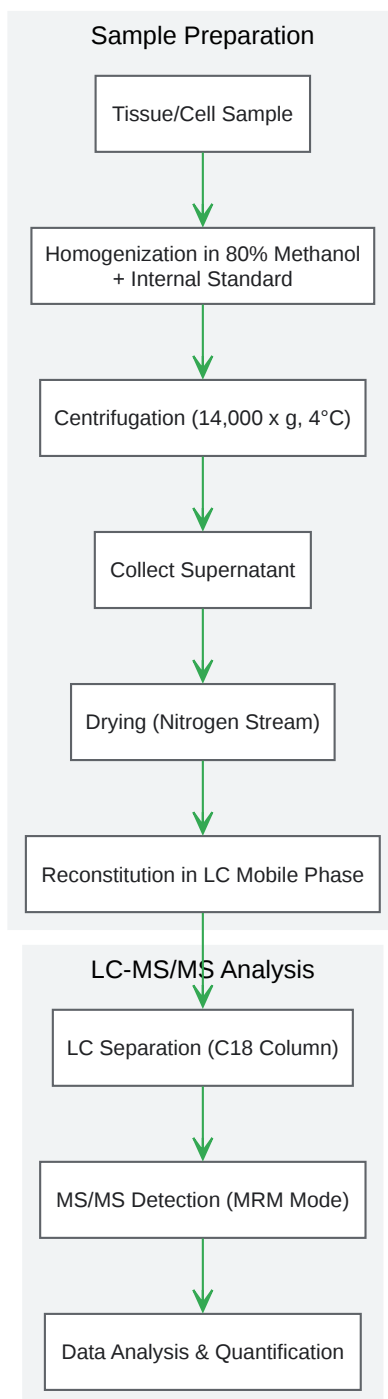 Sample Preparation
Tissue/Cell Sample
Homogenization in 80% Methanol
+ Internal Standard
Centrifugation (14,000 x g, 4°C)
Collect Supernatant
Drying (Nitrogen Stream)
Reconstitution in LC Mobile Phase
LC-MS/MS Analysis
LC Separation (C18 Column)
MS/MS Detection (MRM Mode)
Data Analysis & Quantification